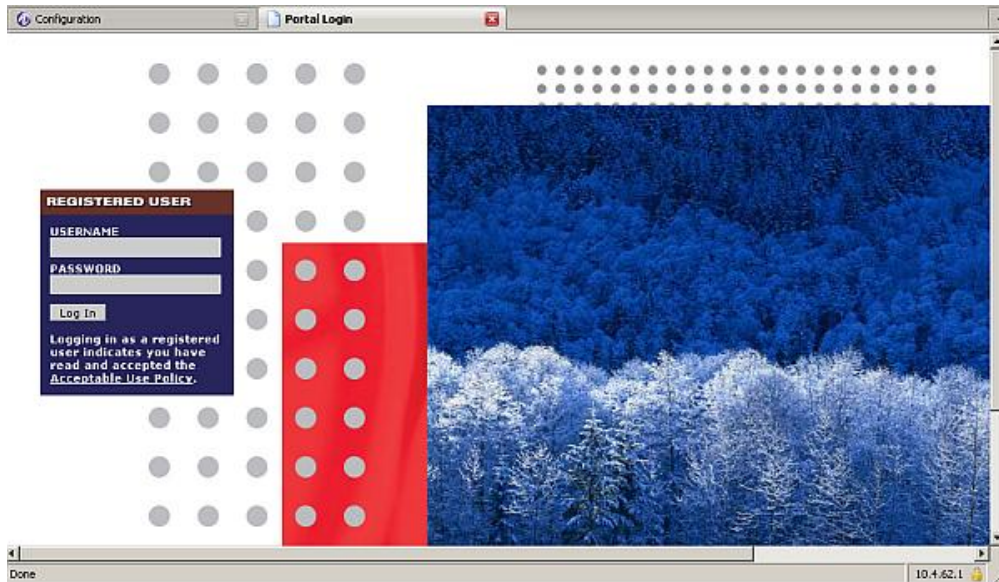 Configuration
Portal Login
REGISTERED USER
USERNAME
PASSWORD
Log In
Logging in as a registered
user indicates you have
read and accepted the
Acceptable Use Policy.
Done
10.4.62.1